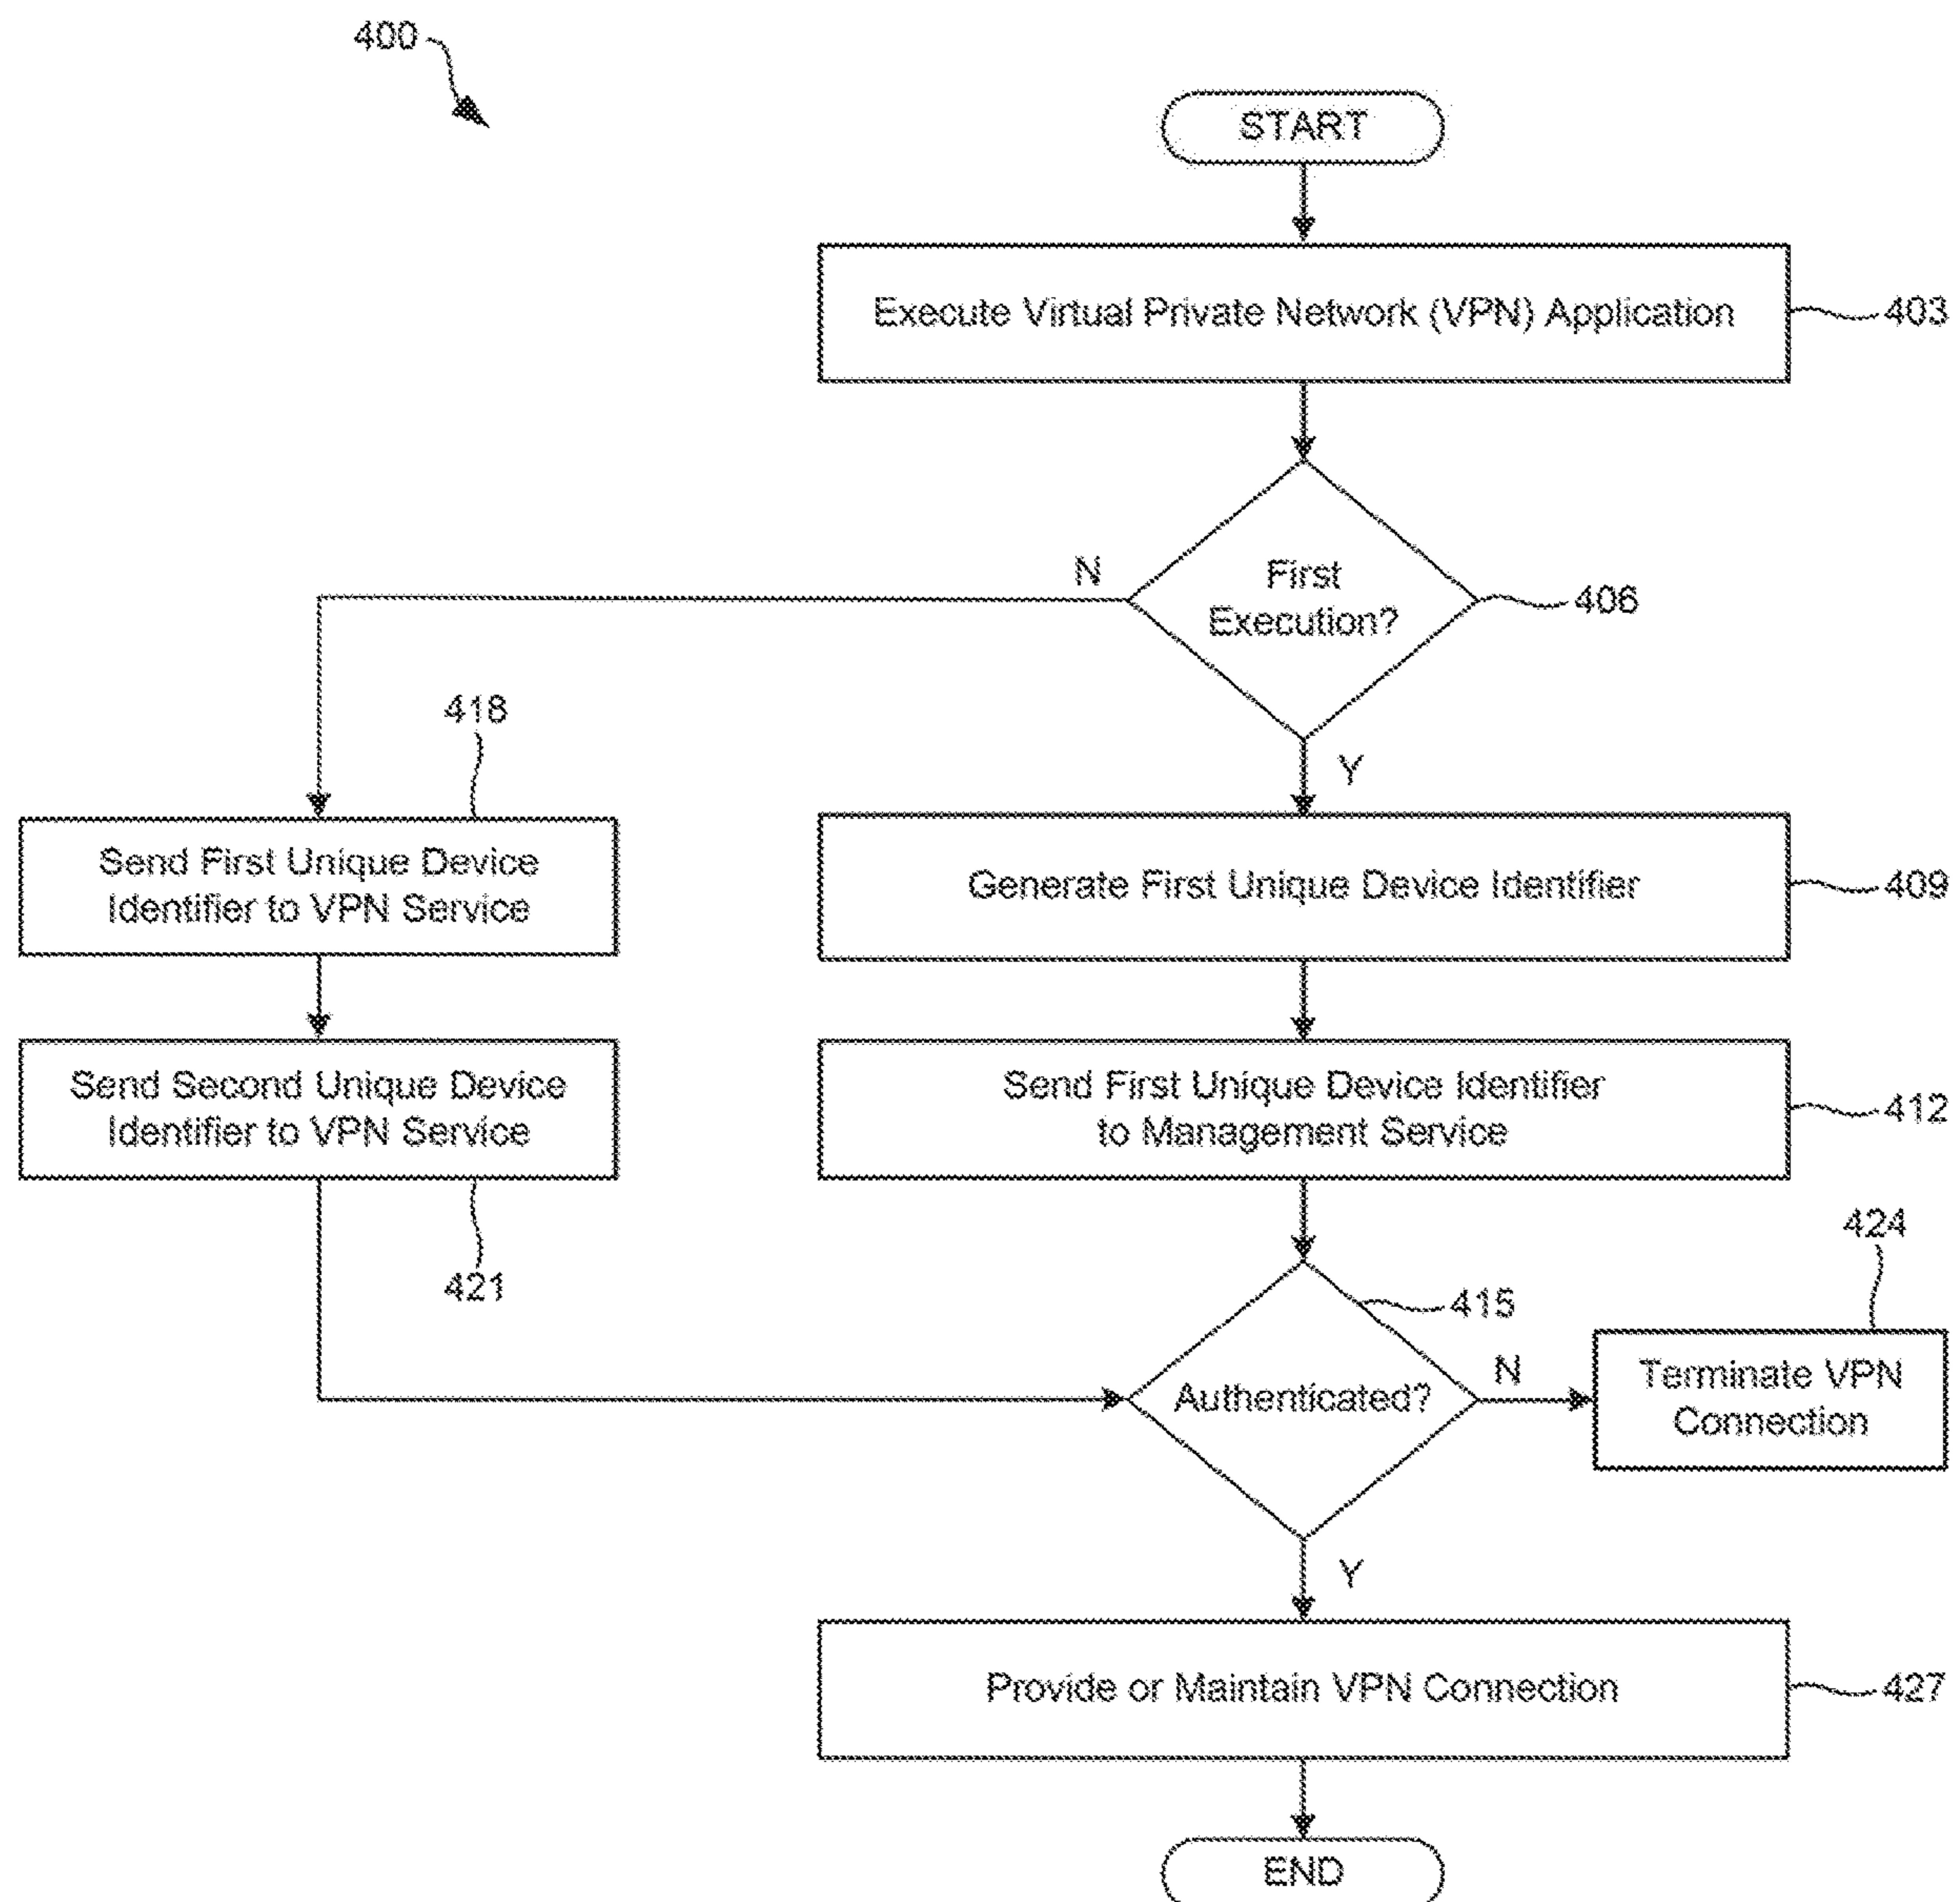 400
START
Execute Virtual Private Network (VPN) Application
403
N
First
Execution?
406
418
Y
Send First Unique Device
Identifier to VPN Service
Generate First Unique Device Identifier
409
Send Second Unique Device
Identifier to VPN Service
Send First Unique Device Identifier
to Management Service
412
421
424
415
Authenticated?
N
Terminate VPN
Connection
Y
Provide or Maintain VPN Connection
427
END